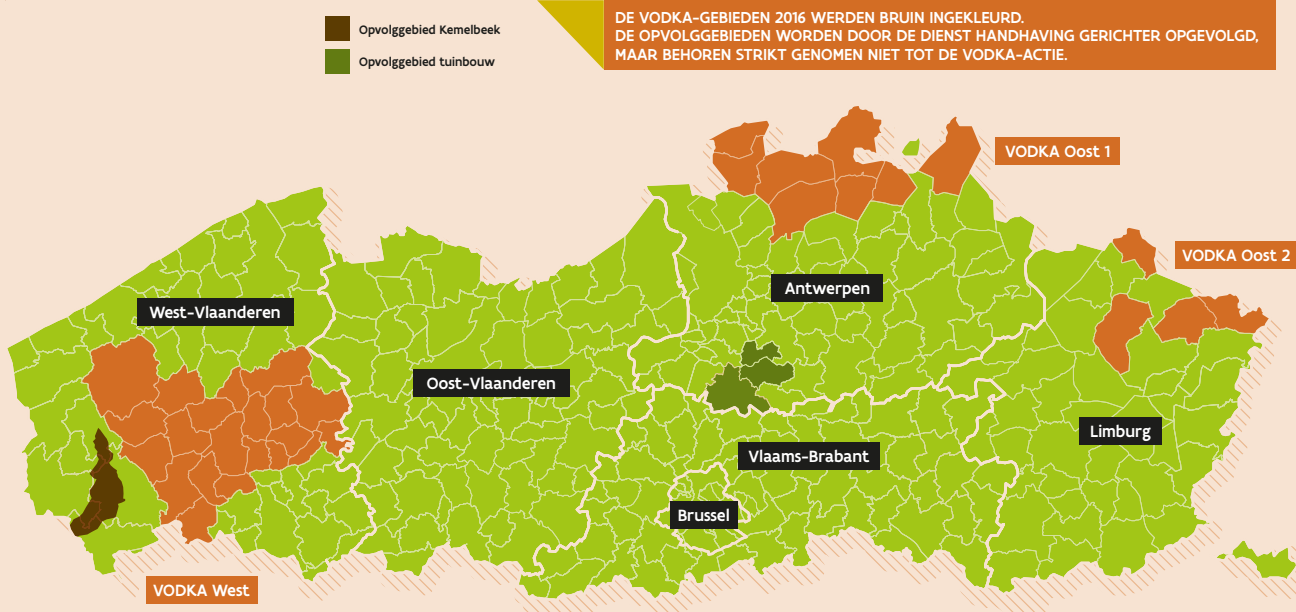 Opvolggebied Kemelbeek
Opvolggebied tuinbouw
DE VODKA-GEBIEDEN 2016 WERDEN BRUIN INGEKLEURD.
DE OPVOLGGEBIEDEN WORDEN DOOR DE DIENST HANDHAVING GERICHTER OPGEVOLGD,
MAAR BEHOREN STRIKT GENOMEN NIET TOT DE VODKA-ACTIE.
VODKA Oost 1
VODKA Oost 2
Antwerpen
West-Vlaanderen
Oost-Vlaanderen
Limburg
Vlaams-Brabant
Brussel
VODKA West